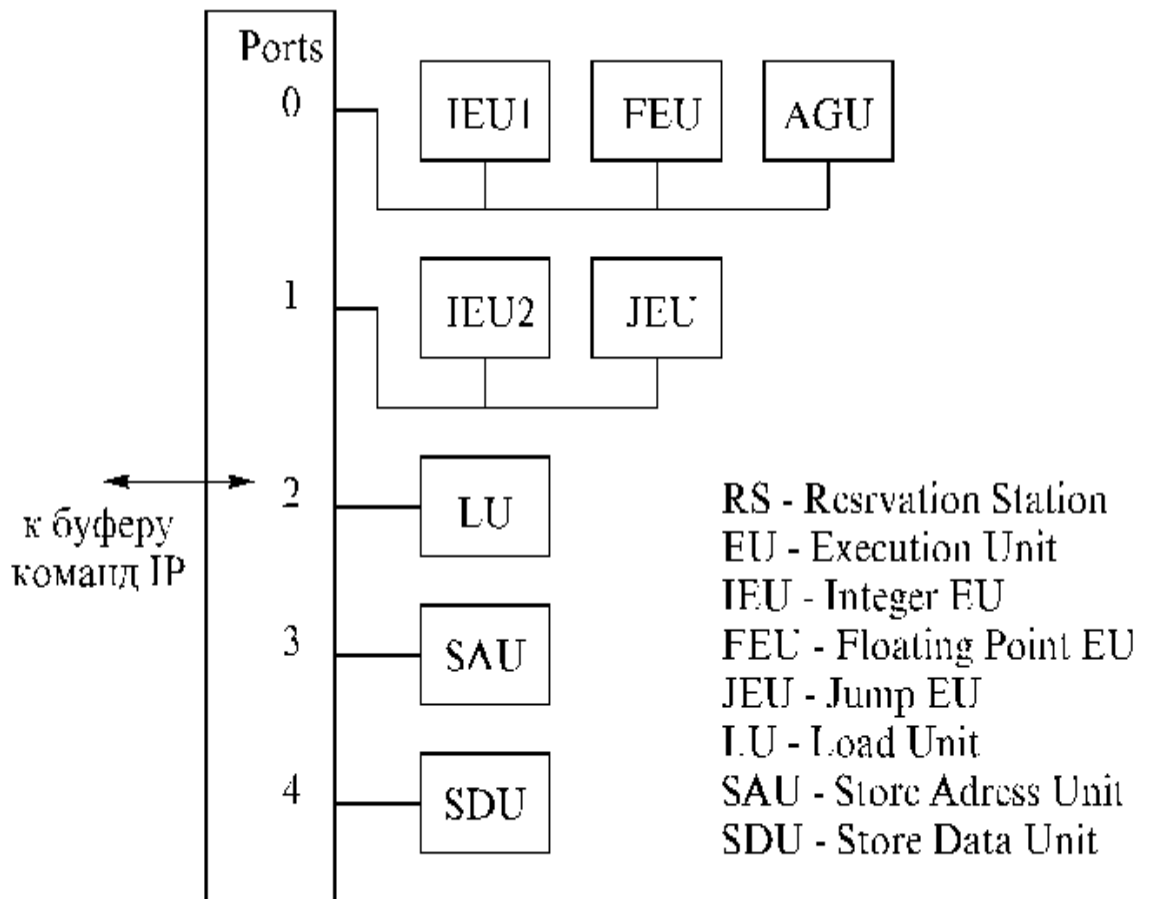 Ports
0
IEU1 FEU AGU
1
IEU2 JEU
2
LU
к буферу
команд IP
3
SAU
4
SDU
RS - Resrvation Station
EU - Execution Unit
IEU - Integer EU
FEU - Floating Point EU
JEU - Jump EU
LU - Load Unit
SAU - Store Adress Unit
SDU - Store Data Unit